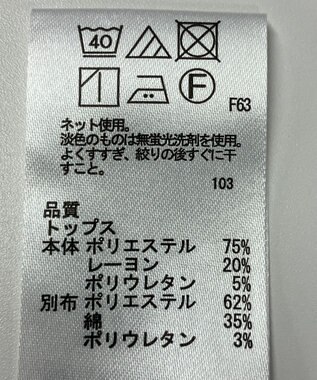 40
F
F63
ネット使用。
淡色のものは無蛍光洗剤を使用。
よくすすぎ、絞りの後すぐに干
すこと。
103
品質
トップス
本体 ポリエステル 75%
レーヨン 20%
ポリウレタン 5%
別布 ポリエステル 62%
綿 35%
ポリウレタン 3%